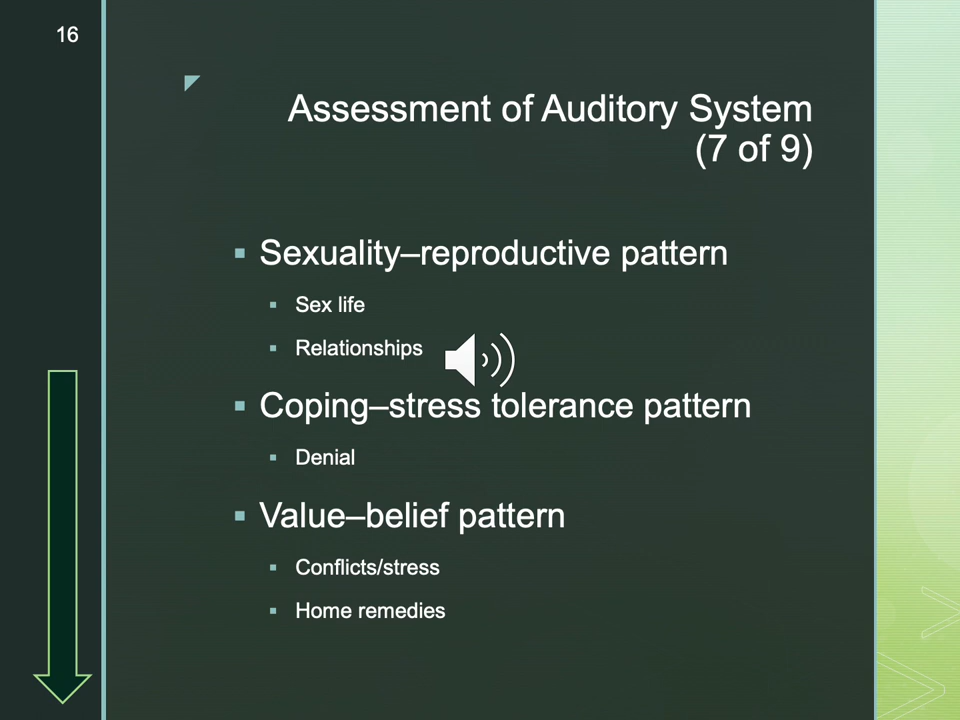 16
Assessment of Auditory System
(7 of 9)
Sexuality–reproductive pattern
Sex life
Relationships
Coping–stress tolerance pattern
Denial
Value–belief pattern
Conflicts/stress
Home remedies